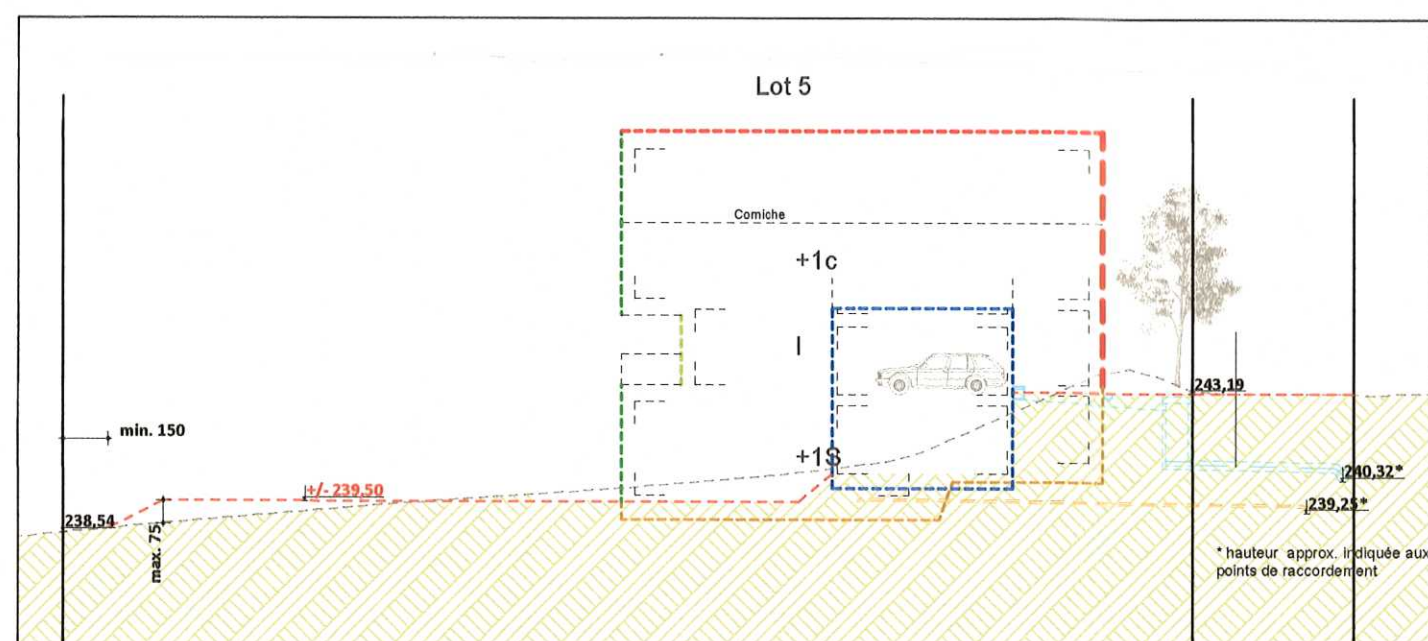 Lot 5
Corniche
+1c
I
243,19
min. 150
+1S
240,32*
+/- 239,50
239,25*
238,54
max. 75
* hauteur approx. indiquée aux
points de raccordement